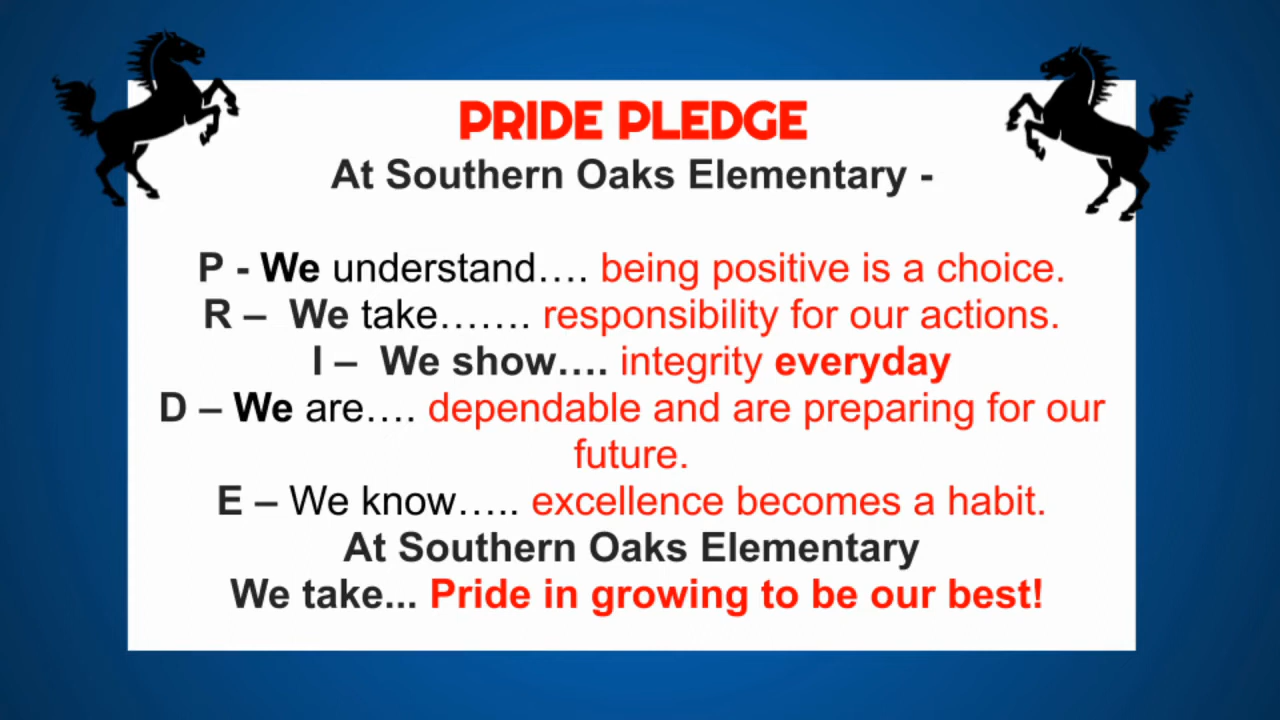 PRIDE PLEDGE
At Southern Oaks Elementary -
P - We understand…. being positive is a choice.
R – We take……. responsibility for our actions.
I – We show…. integrity everyday
D – We are…. dependable and are preparing for our
future.
E – We know….. excellence becomes a habit.
At Southern Oaks Elementary
We take... Pride in growing to be our best!